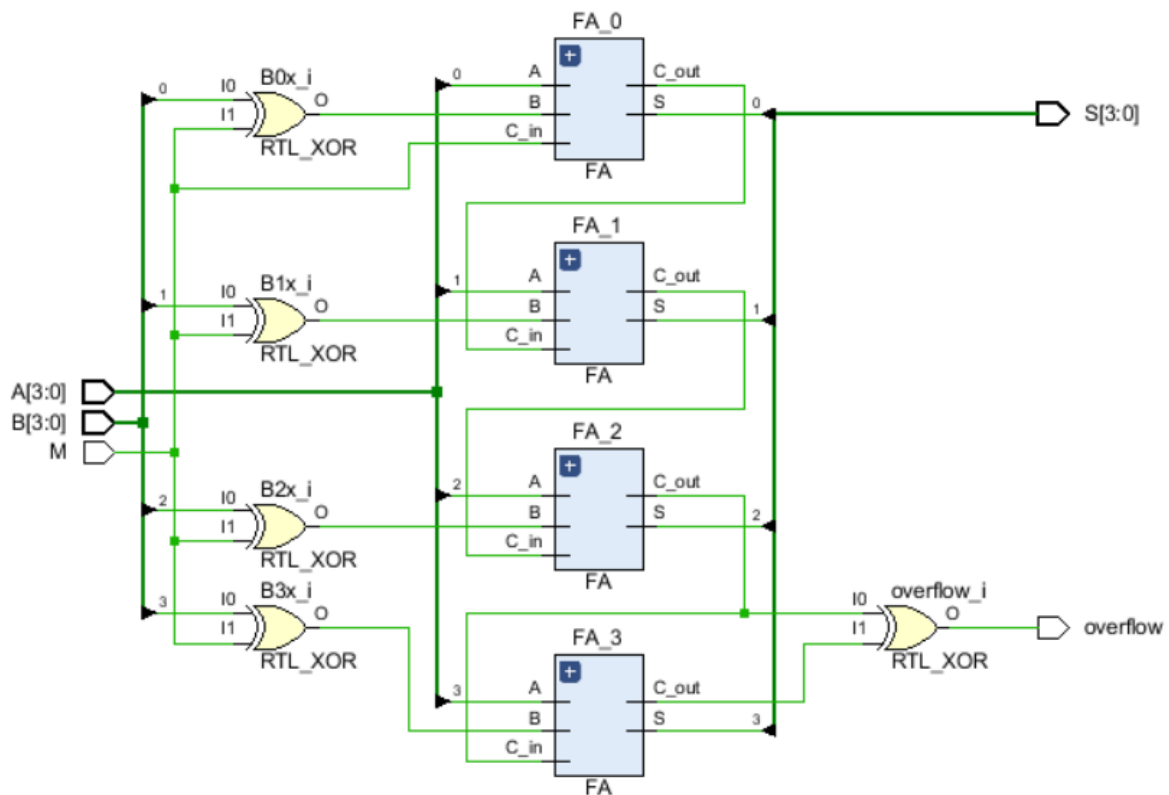 FA_0
B0x_i
0
I0
O
I1
RTL_XOR
0
A
B
C_in
C_out
S
0
FA
S[3:0]
FA_1
B1x_i
1
I0
O
I1
RTL_XOR
1
A
B
C_in
C_out
S
1
FA
A[3:0]
B[3:0]
M
FA_2
B2x_i
2
I0
O
I1
RTL_XOR
2
A
B
C_in
C_out
S
2
FA
B3x_i
3
I0
O
I1
RTL_XOR
FA_3
3
A
B
C_in
C_out
S
3
FA
overflow_i
I0
O
I1
RTL_XOR
overflow